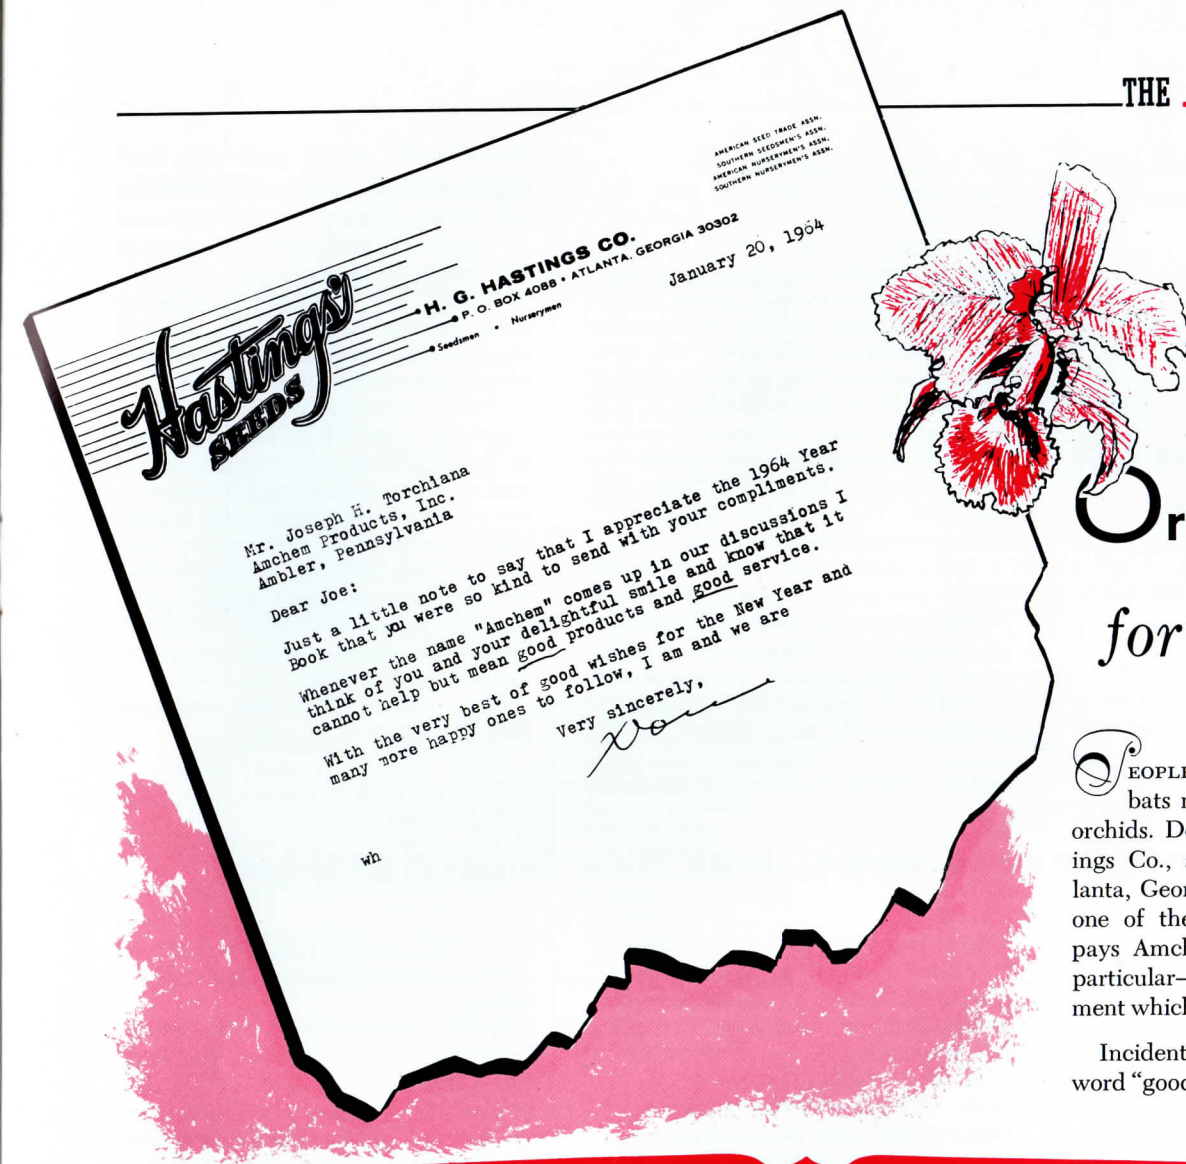 THE
AMERICAN SEED TRADE ASSN.
SOUTHERN SEEDSMEN'S ASSN.
AMERICAN NURSERYMEN'S ASSN.
SOUTHERN NURSERYMEN'S ASSN.
Hastings'
SEEDS
H. G. HASTINGS CO.
P. O. BOX 4088 • ATLANTA, GEORGIA 30302
Seedsmen • Nurserymen
January 20, 1964
Mr. Joseph H. Torchiana
Amchem Products, Inc.
Ambler, Pennsylvania
Dear Joe:
Just a little note to say that I appreciate the 1964 Year
Book that you were so kind to send with your compliments.
Whenever the name "Amchem" comes up in our discussions I
think of you and your delightful smile and know that it
cannot help but mean good products and good service.
With the very best of good wishes for the New Year and
many more happy ones to follow, I am and we are
Very sincerely,
wh
Or
for
PEOPLE
bats
orchids.
ings Co.,
lanta, Geor
one of the
pays Amch
particular—
ment which
Incident
word "good